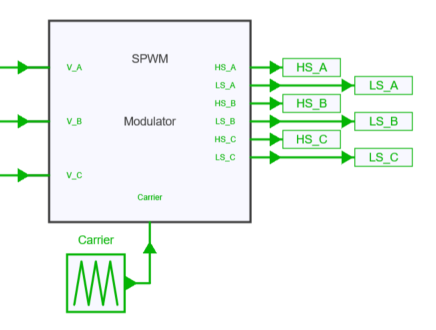 SPWM
Modulator
V_A
V_B
V_C
HS_A
LS_A
HS_B
LS_B
HS_C
LS_C
Carrier
HS_A
LS_A
HS_B
LS_B
HS_C
LS_C
Carrier